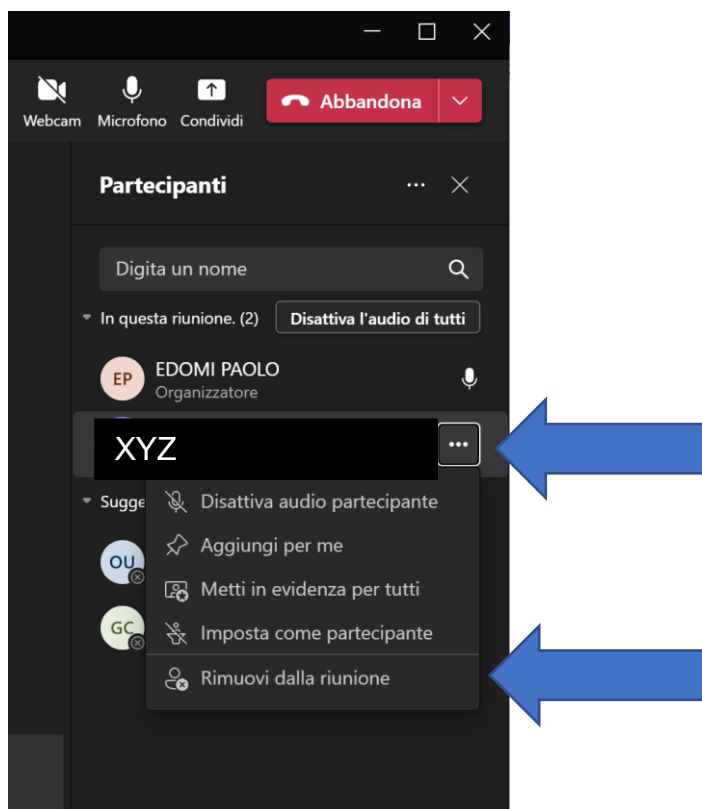 Webcam Microfono Condividi Abbandona
Partecipanti
Digita un nome
In questa riunione. (2) Disattiva l'audio di tutti
EP EDOMI PAOLO
Organizzatore
XYZ
Sugge
Disattiva audio partecipante
Aggiungi per me
OU
Metti in evidenza per tutti
GC
Imposta come partecipante
Rimuovi dalla riunione